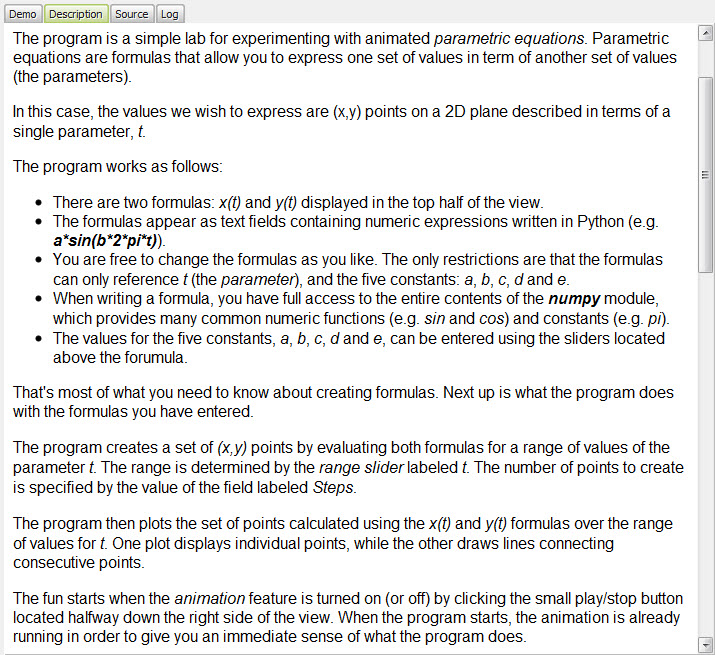 Demo Description Source Log
The program is a simple lab for experimenting with animated parametric equations. Parametric
equations are formulas that allow you to express one set of values in term of another set of values
(the parameters).
In this case, the values we wish to express are (x,y) points on a 2D plane described in terms of a
single parameter, t.
The program works as follows:
• There are two formulas: x(t) and y(t) displayed in the top half of the view.
• The formulas appear as text fields containing numeric expressions written in Python (e.g.
a*sin(b*2*pi*t)).
• You are free to change the formulas as you like. The only restrictions are that the formulas
can only reference t (the parameter), and the five constants: a, b, c, d and e.
• When writing a formula, you have full access to the entire contents of the numpy module,
which provides many common numeric functions (e.g. sin and cos) and constants (e.g. pi).
• The values for the five constants, a, b, c, d and e, can be entered using the sliders located
above the forumula.
That's most of what you need to know about creating formulas. Next up is what the program does
with the formulas you have entered.
The program creates a set of (x,y) points by evaluating both formulas for a range of values of the
parameter t. The range is determined by the range slider labeled t. The number of points to create
is specified by the value of the field labeled Steps.
The program then plots the set of points calculated using the x(t) and y(t) formulas over the range
of values for t. One plot displays individual points, while the other draws lines connecting
consecutive points.
The fun starts when the animation feature is turned on (or off) by clicking the small play/stop button
located halfway down the right side of the view. When the program starts, the animation is already
running in order to give you an immediate sense of what the program does.